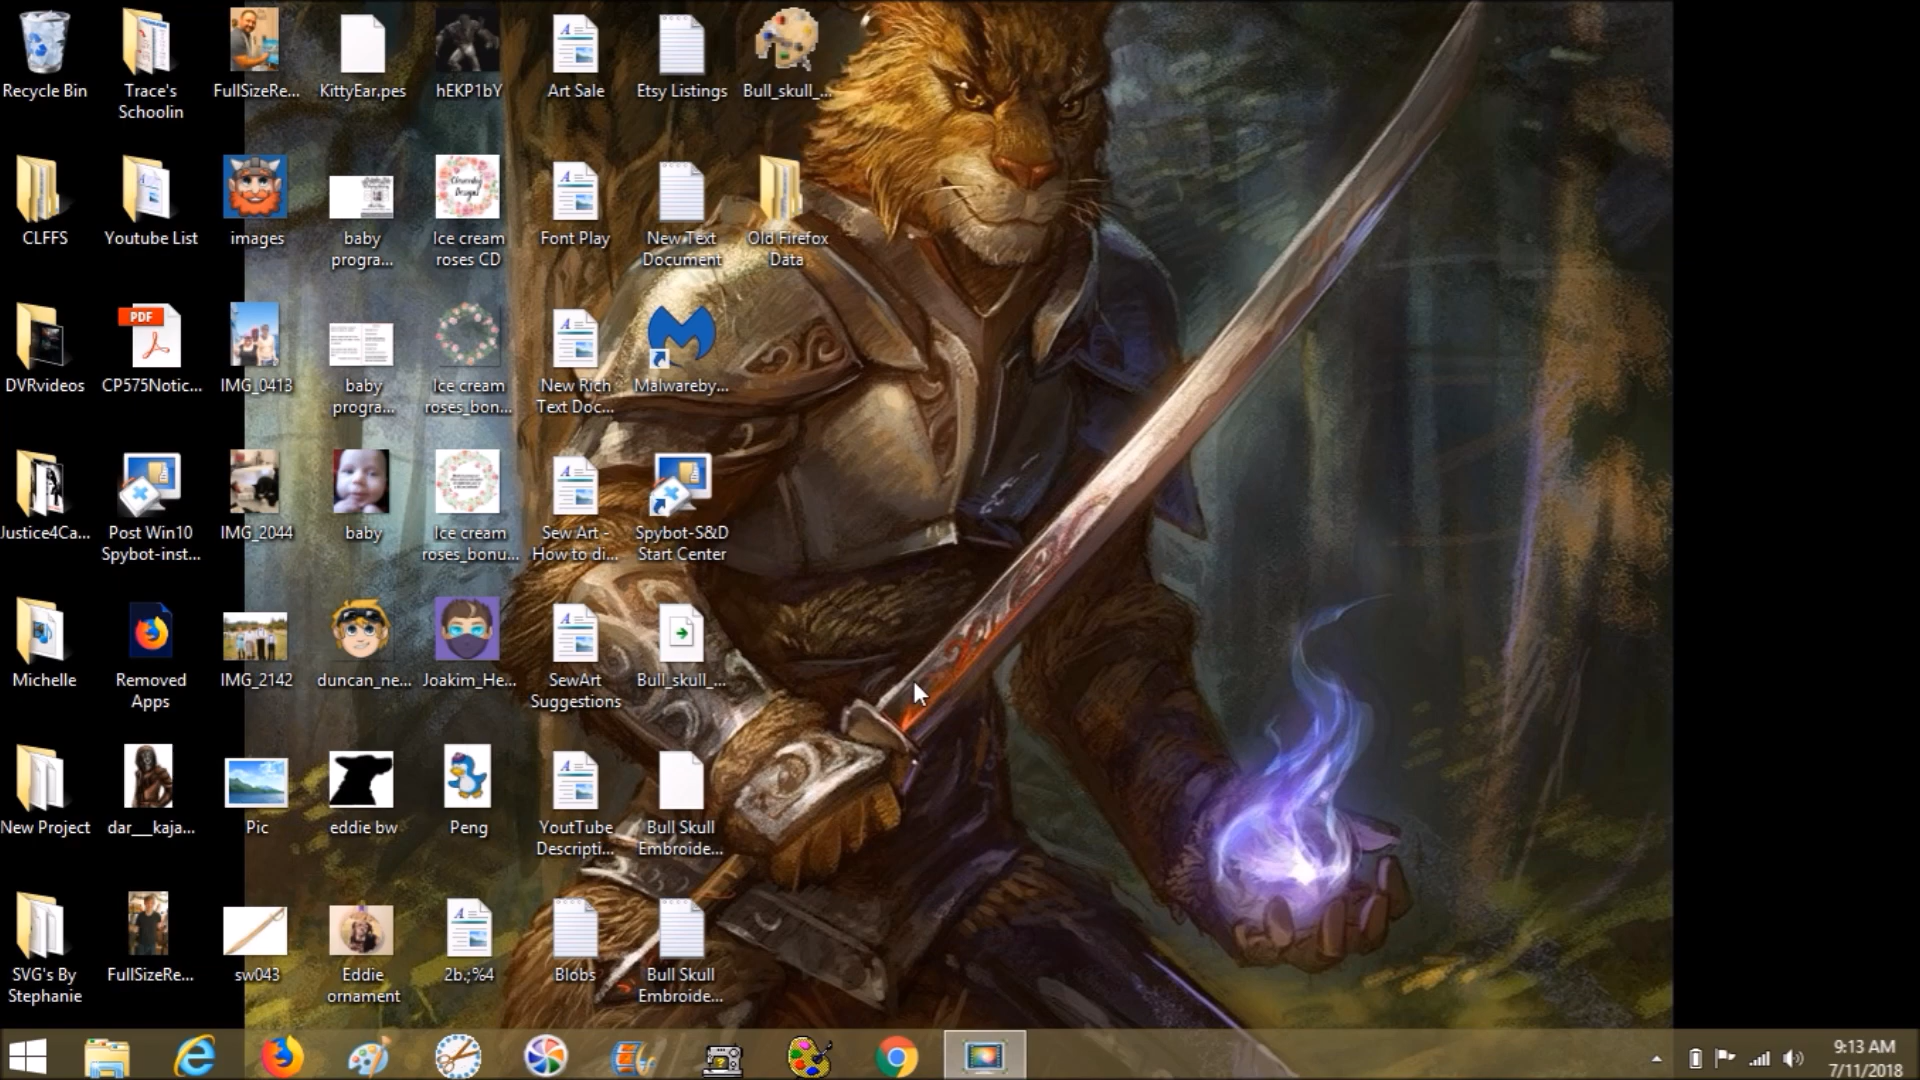 Recycle Bin
Trace's
Schoolin
FullSizeRe...
KittyEar.pes
hEKP1bY
Art Sale
Etsy Listings
Bull_skull_...
CLFFS
Youtube List
images
baby
progra...
Ice cream
roses CD
Font Play
New Text
Document
Old Firefox
Data
DVRvideos
PDF
CP575Notic...
IMG_0413
baby
progra...
Ice cream
roses_bon...
New Rich
Text Doc...
Malwareby...
Justice4Ca...
Post Win10
Spybot-inst...
IMG_2044
baby
Ice cream
roses_bonu...
Sew Art -
How to di...
Spybot-S&D
Start Center
Michelle
Removed
Apps
IMG_2142
duncan_ne...
Joakim_He...
SewArt
Suggestions
Bull_skull_...
New Project
dar__kaja...
Pic
eddie bw
Peng
YoutTube
Descripti...
Bull Skull
Embroide...
SVG's By
Stephanie
FullSizeRe...
sw043
Eddie
ornament
2b.;%4
Blobs
Bull Skull
Embroide...
9:13 AM
7/11/2018